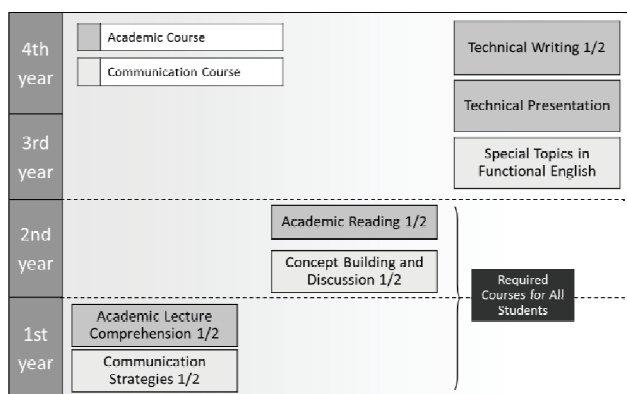 4th
year
Academic Course
Communication Course
Technical Writing 1/2
Technical Presentation
3rd
year
Special Topics in
Functional English
2nd
year
Academic Reading 1/2
Concept Building and
Discussion 1/2
Required
Courses for All
Students
1st
year
Academic Lecture
Comprehension 1/2
Communication
Strategies 1/2